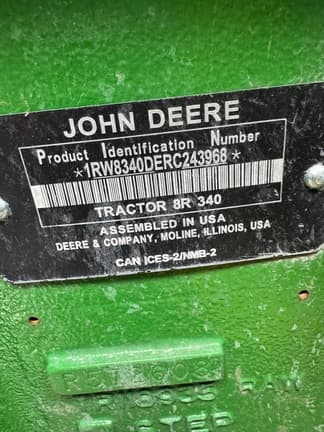 JOHN DEERE
Product Identification Number
*1RW8340DERC243968*
TRACTOR 8R 340
ASSEMBLED IN USA
DEERE & COMPANY, MOLINE, ILLINOIS, USA
CAN ICES-2/NMB-2